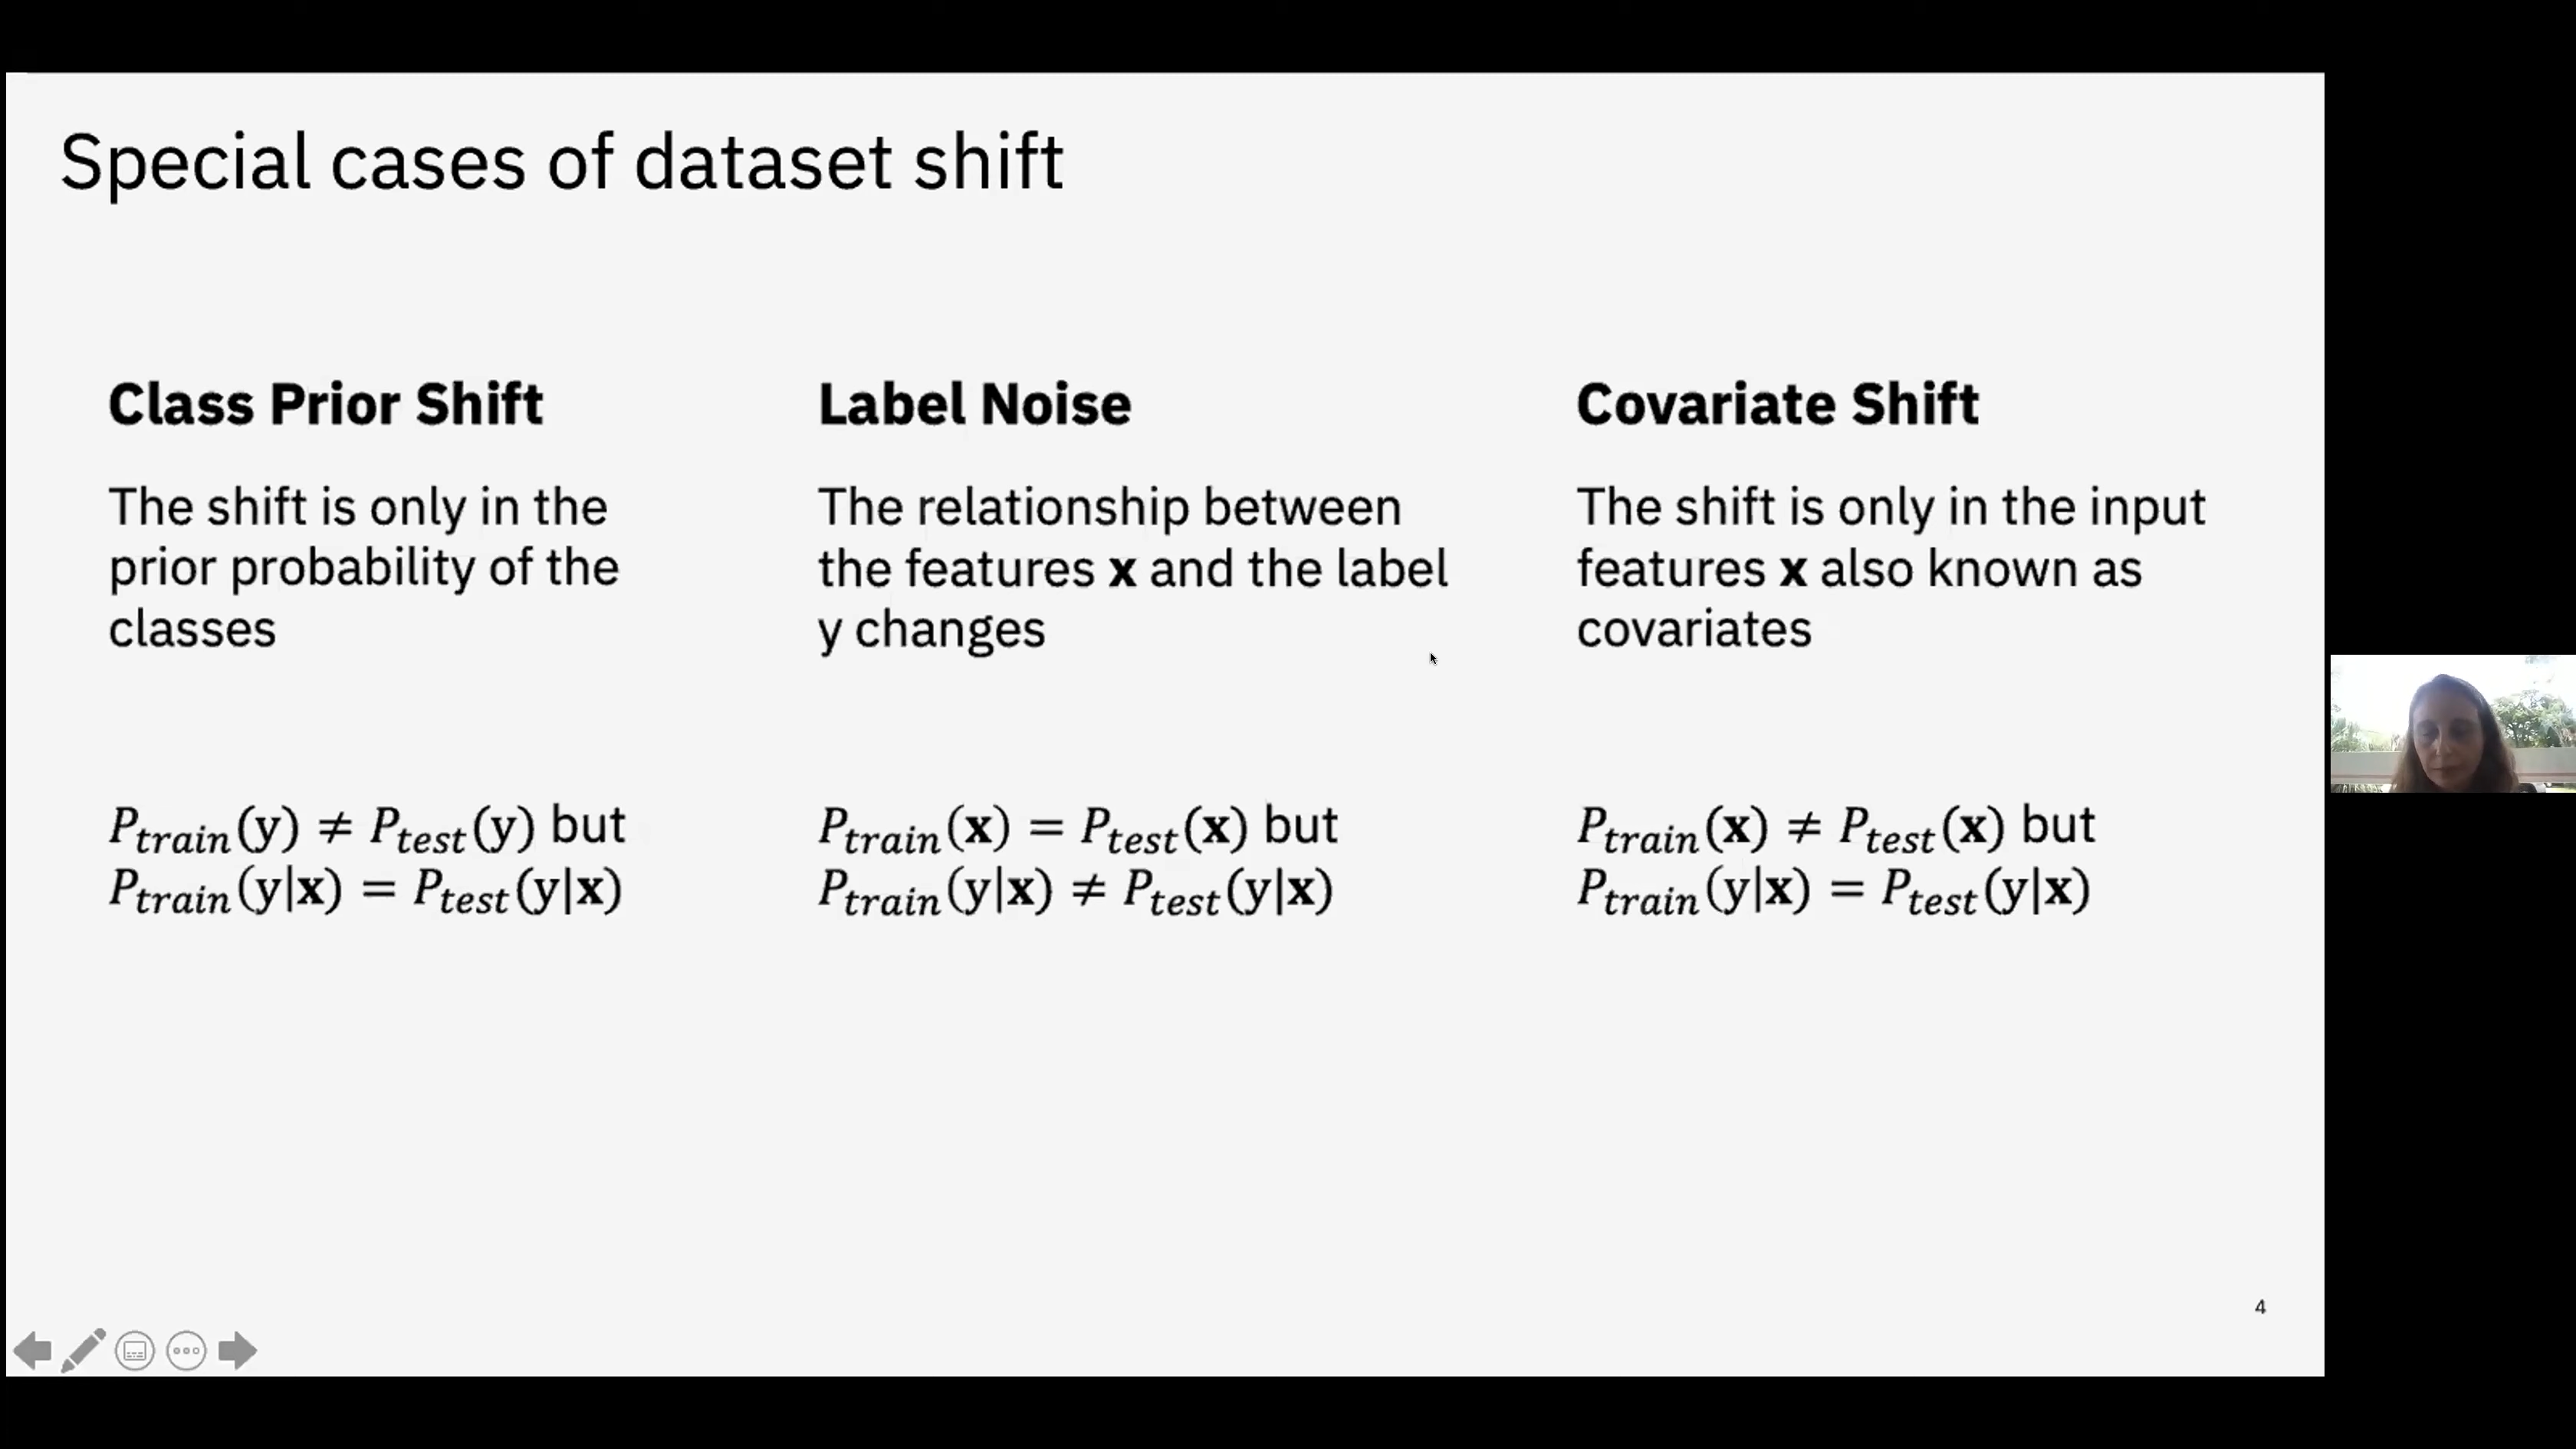 Special cases of dataset shift
Class Prior Shift
The shift is only in the
prior probability of the
classes
P_train(y) ≠ P_test(y) but
P_train(y|x) = P_test(y|x)
Label Noise
The relationship between
the features x and the label
y changes
P_train(x) = P_test(x) but
P_train(y|x) ≠ P_test(y|x)
Covariate Shift
The shift is only in the input
features x also known as
covariates
P_train(x) ≠ P_test(x) but
P_train(y|x) = P_test(y|x)
4